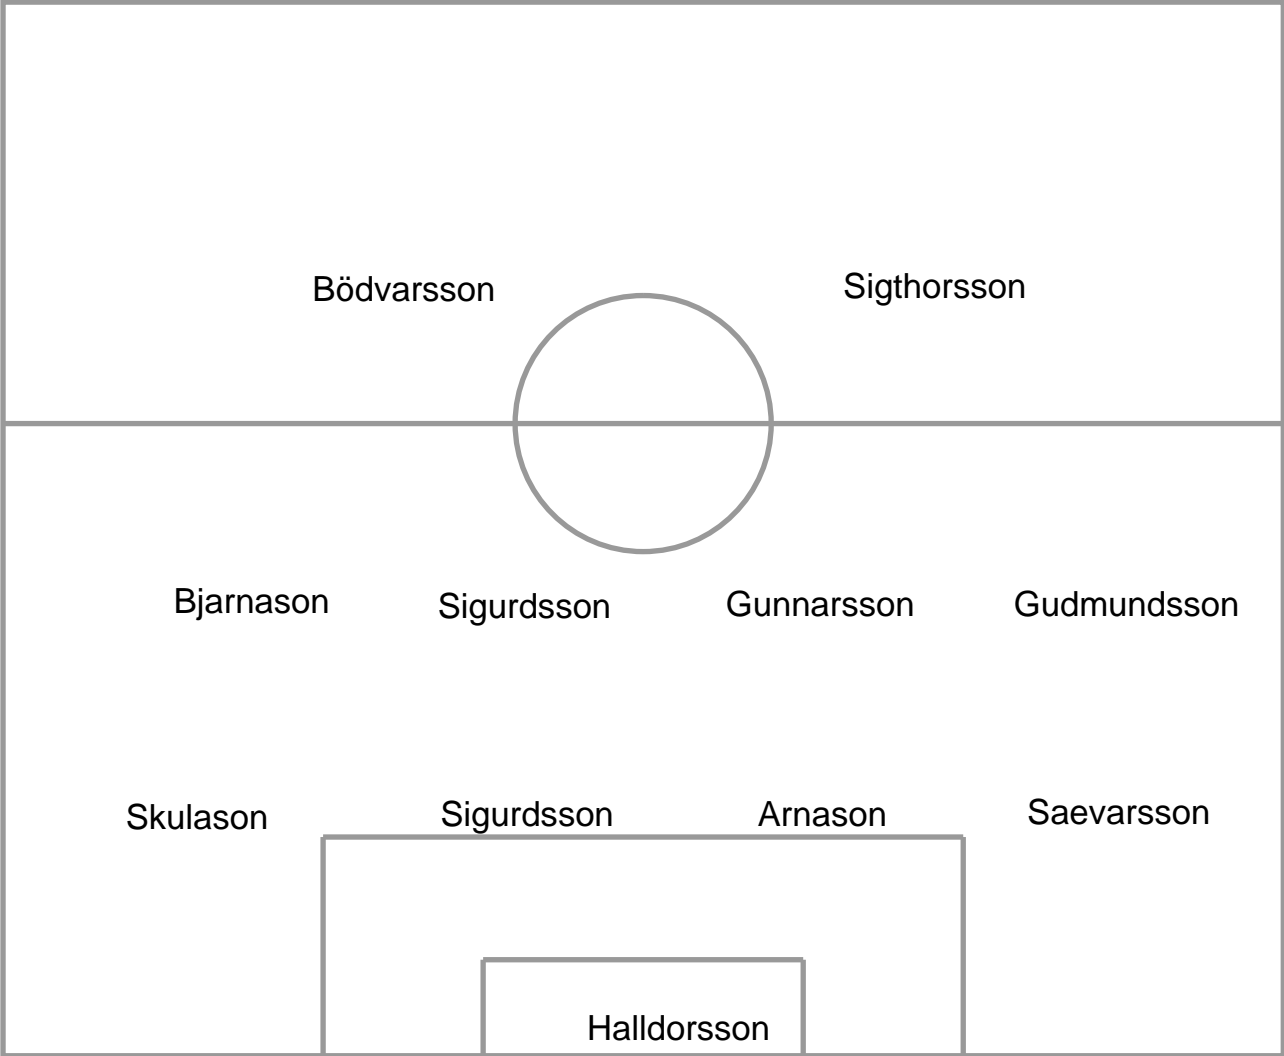 Bödvarsson Sigthorsson
Bjarnason Sigurdsson Gunnarsson Gudmundsson
Skulason Sigurdsson Arnason Saevarsson
Halldorsson